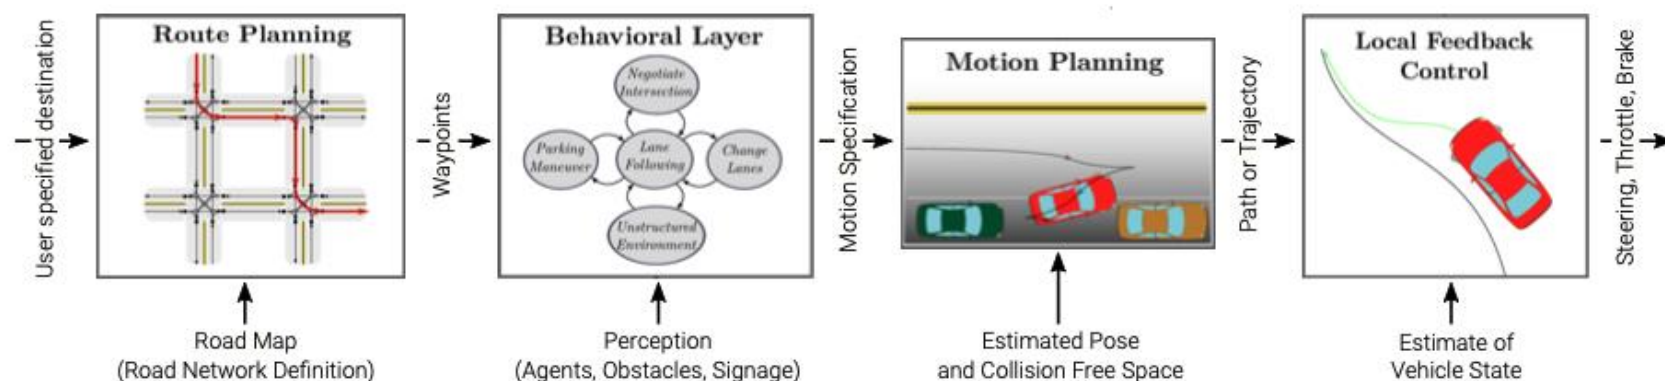 User specified destination
Route Planning
Road Map
(Road Network Definition)
Waypoints
Behavioral Layer
Negotiate
Intersection
Parking
Maneuver
Lane
Following
Change
Lanes
Unstructured
Environment
Perception
(Agents, Obstacles, Signage)
Motion Specification
Motion Planning
Estimated Pose
and Collision Free Space
Path or Trajectory
Local Feedback
Control
Estimate of
Vehicle State
Steering, Throttle, Brake